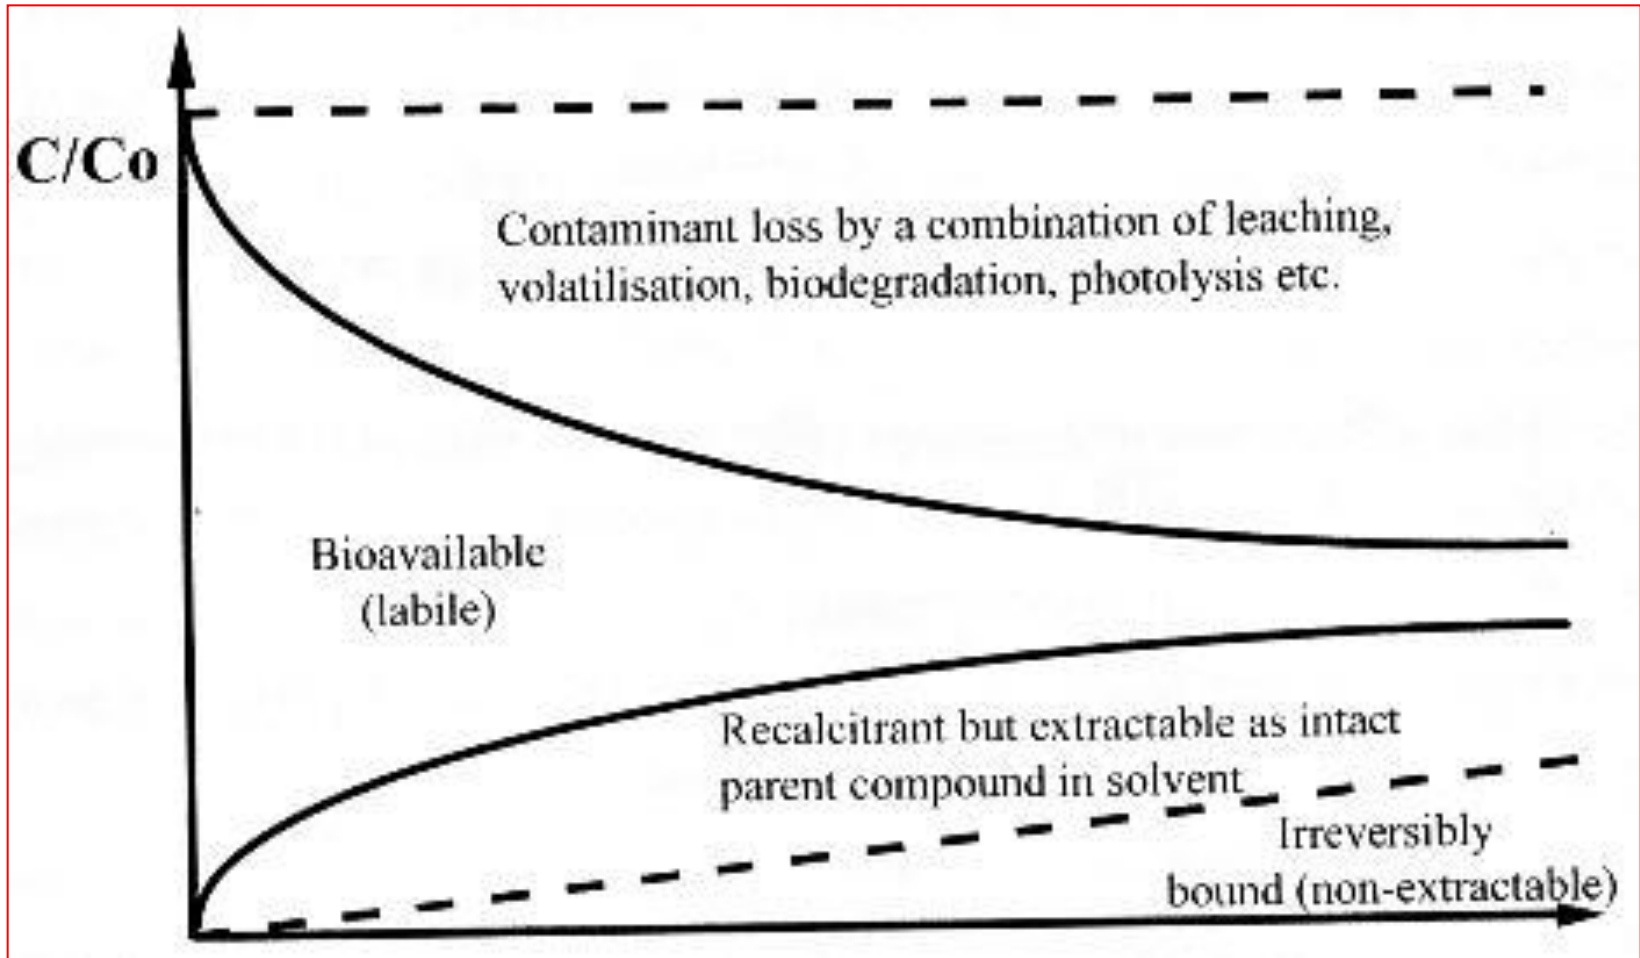 C/Co
Contaminant loss by a combination of leaching,
volatilisation, biodegradation, photolysis etc.
Bioavailable
(labile)
Recalcitrant but extractable as intact
parent compound in solvent
Irreversibly
bound (non-extractable)